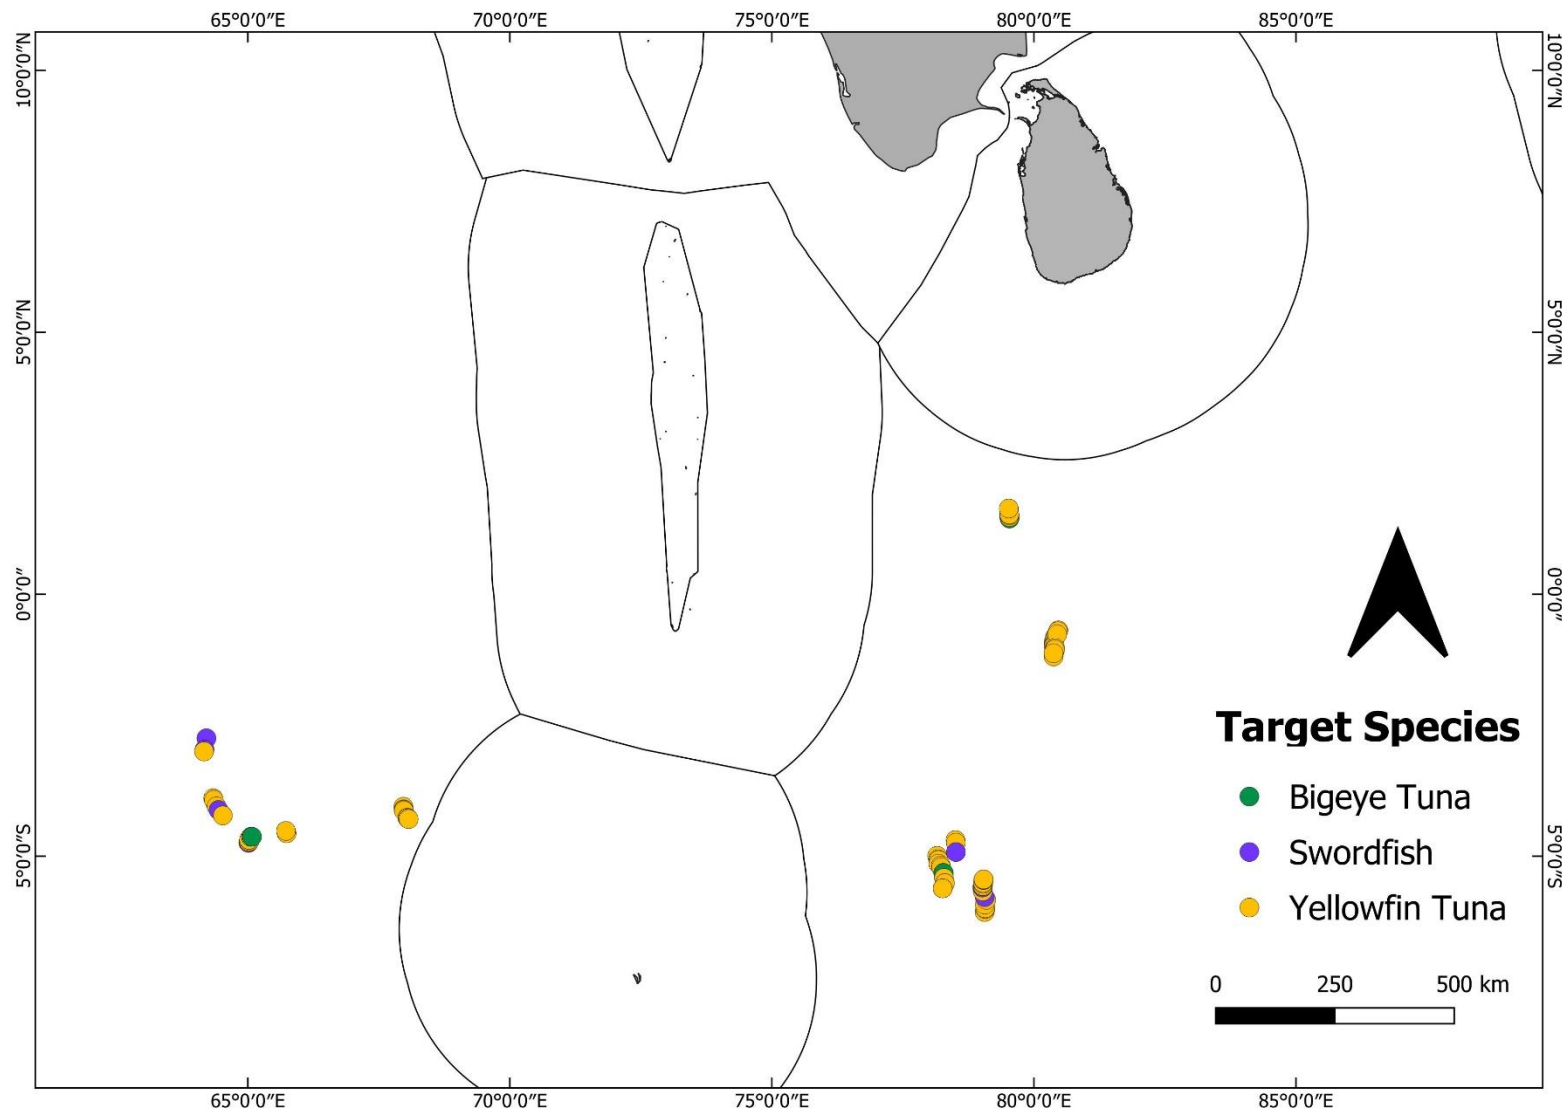 65°0′0″E 70°0′0″E 75°0′0″E 80°0′0″E 85°0′0″E
10°0′0″N 10°0′0″N
5°0′0″N 5°0′0″N
0°0′0″ 0°0′0″
5°0′0″S 5°0′0″S
Target Species
Bigeye Tuna
Swordfish
Yellowfin Tuna
0 250 500 km
65°0′0″E 70°0′0″E 75°0′0″E 80°0′0″E 85°0′0″E